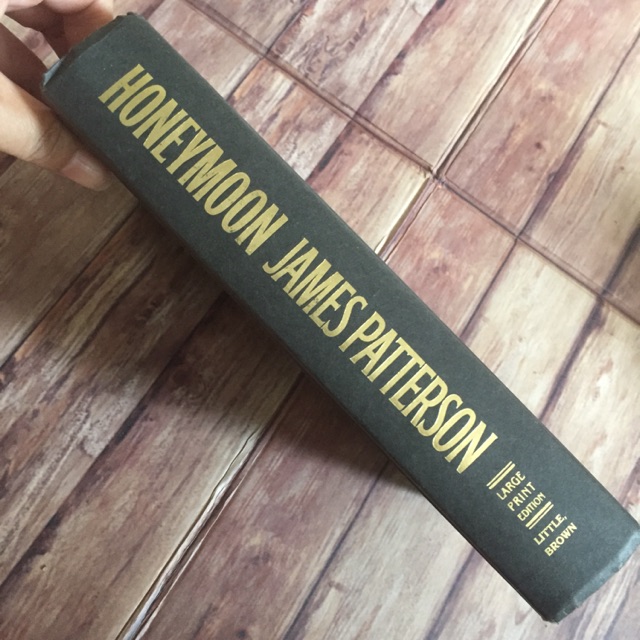 HONEYMOON JAMES PATTERSON
LARGE
PRINT
EDITION
LITTLE,
BROWN